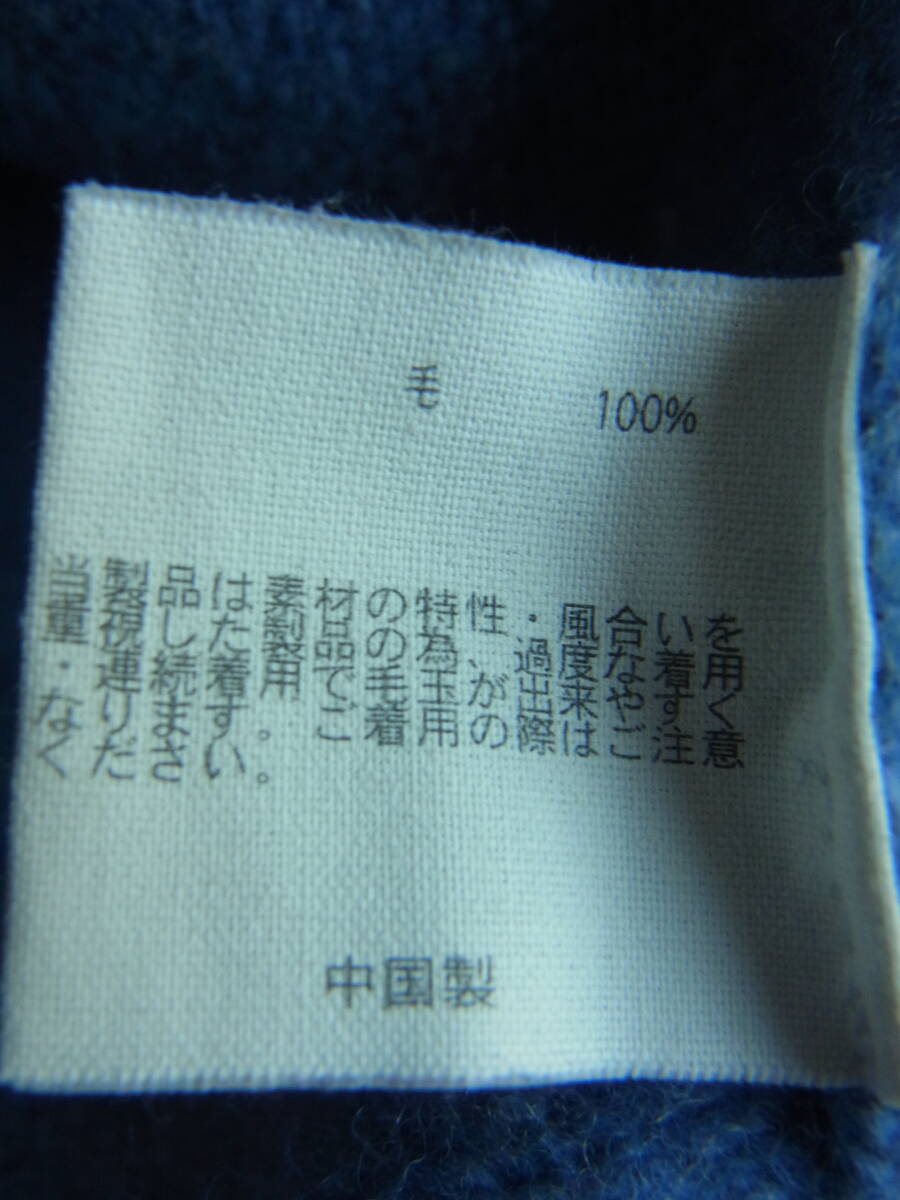 毛 100%
当製品は素材の特性・風合いを
重視した製品の為、過度な着用
・連続着用で毛玉が出来やすく
なります。ご着用の際はご注意
ください。
中国製